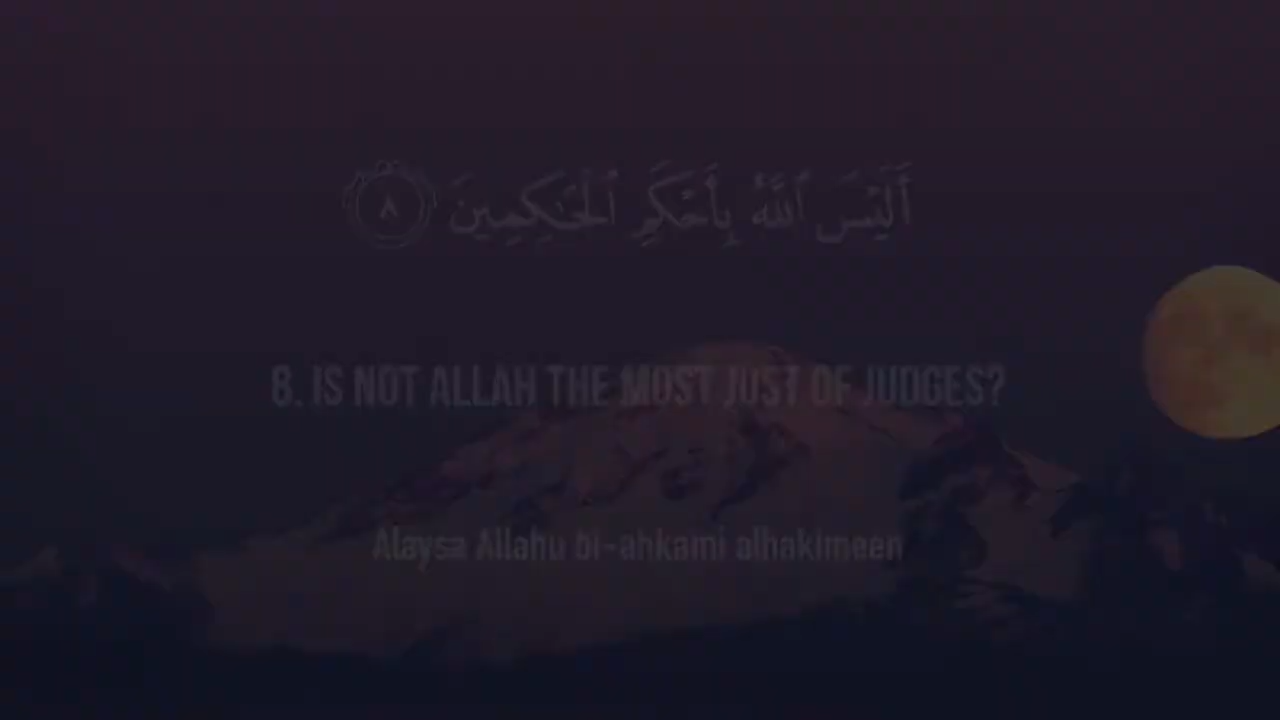 أَلَيْسَ ٱللَّهُ بِأَحْكَمِ ٱلْحَـٰكِمِينَ ٨
8. IS NOT ALLAH THE MOST JUST OF JUDGES?
Alaysa Allahu bi-ahkami alhakimeen